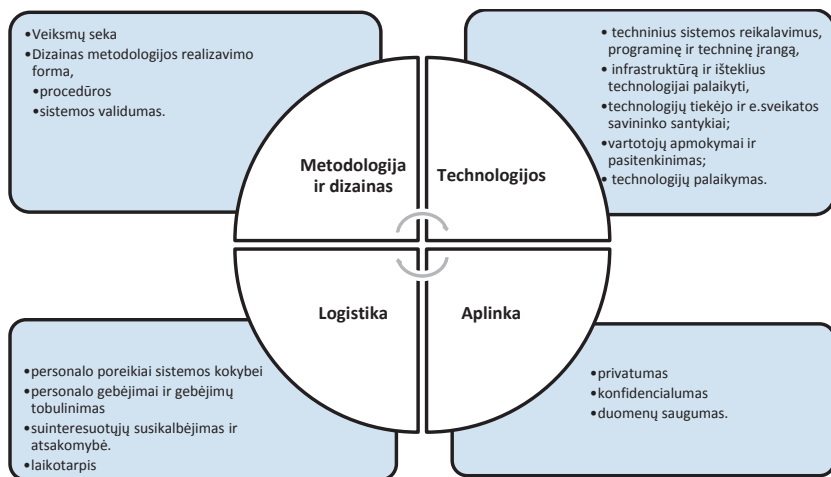 •Veiksmų seka
•Dizainas metodologijos realizavimo
forma,
•procedūros
•sistemos validumas.
• techninius sistemos reikalavimus,
programinę ir techninę įrangą,
• infrastruktūrą ir išteklius
technologijai palaikyti,
•technologijų tiekėjo ir e.sveikatos
savininko santykiai;
•vartotojų apmokymai ir
pasitenkinimas;
• technologijų palaikymas.
Metodologija
ir dizainas
Technologijos
Logistika
Aplinka
•personalo poreikiai sistemos kokybei
•personalo gebėjimai ir gebėjimų
tobulinimas
•suinteresuotųjų susikalbėjimas ir
atsakomybė.
•laikotarpis
•privatumas
•konfidencialumas
•duomenų saugumas.